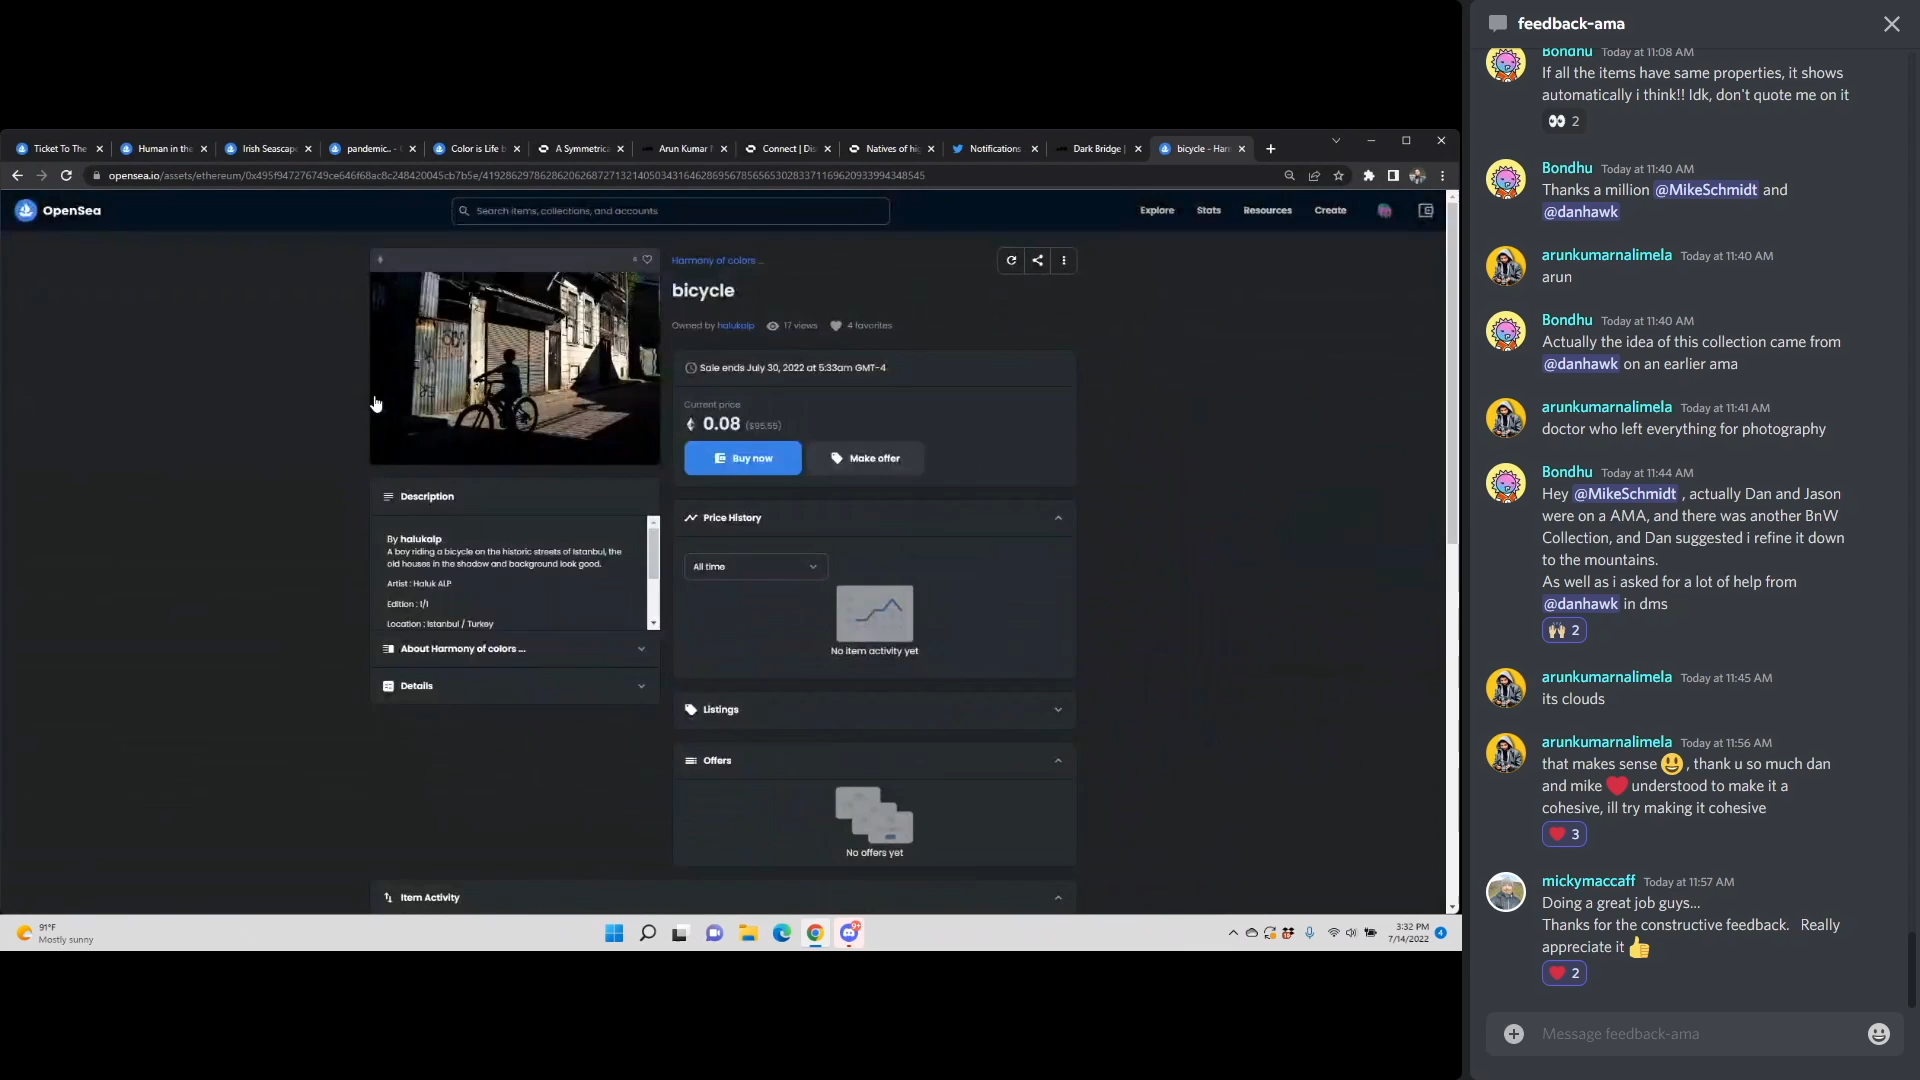 Ticket To The
Human in the
Irish Seascap
pandemic.. -
Color is Life b
A Symmetric
Arun Kumar
Connect | Dis
Natives of hig
Notifications
Dark Bridge |
bicycle - Har
OpenSea
Search items, collections, and accounts
Explore
Stats
Resources
Create
Harmony of colors ...
bicycle
Owned by halukalp
17 views
4 favorites
Sale ends July 30, 2022 at 5:33am GMT-4
Current price
0.08 ($95.55)
Buy now
Make offer
Price History
All time
No item activity yet
Listings
Offers
No offers yet
Description
By halukalp
A boy riding a bicycle on the historic streets of Istanbul, the
old houses in the shadow and background look good.
Artist : Haluk ALP
Edition : 1/1
Location : Istanbul / Turkey
About Harmony of colors ...
Details
Item Activity
91°F
Mostly sunny
9+
3:32 PM
7/14/2022
4
feedback-ama
Bondhu Today at 11:08 AM
If all the items have same properties, it shows
automatically i think!! Idk, don't quote me on it
2
Bondhu Today at 11:40 AM
Thanks a million @MikeSchmidt and
@danhawk
arunkumarnalimela Today at 11:40 AM
arun
Bondhu Today at 11:40 AM
Actually the idea of this collection came from
@danhawk on an earlier ama
arunkumarnalimela Today at 11:41 AM
doctor who left everything for photography
Bondhu Today at 11:44 AM
Hey @MikeSchmidt , actually Dan and Jason
were on a AMA, and there was another BnW
Collection, and Dan suggested i refine it down
to the mountains.
As well as i asked for a lot of help from
@danhawk in dms
2
arunkumarnalimela Today at 11:45 AM
its clouds
arunkumarnalimela Today at 11:56 AM
that makes sense 😃 , thank u so much dan
and mike ❤️ understood to make it a
cohesive, ill try making it cohesive
3
mickymaccaff Today at 11:57 AM
Doing a great job guys...
Thanks for the constructive feedback. Really
appreciate it 👍
2
Message feedback-ama